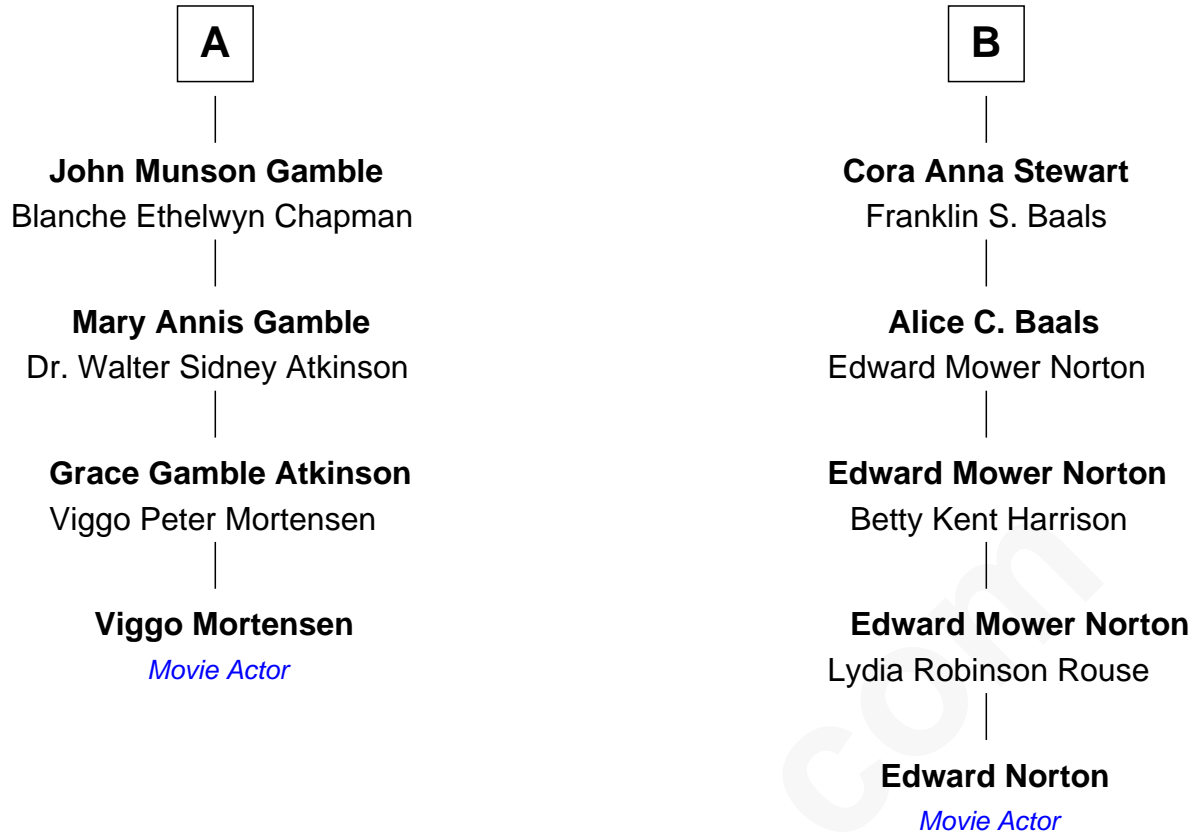 A
John Munson Gamble
Blanche Ethelwyn Chapman
Mary Annis Gamble
Dr. Walter Sidney Atkinson
Grace Gamble Atkinson
Viggo Peter Mortensen
Viggo Mortensen
Movie Actor
B
Cora Anna Stewart
Franklin S. Baals
Alice C. Baals
Edward Mower Norton
Edward Mower Norton
Betty Kent Harrison
Edward Mower Norton
Lydia Robinson Rouse
Edward Norton
Movie Actor
com